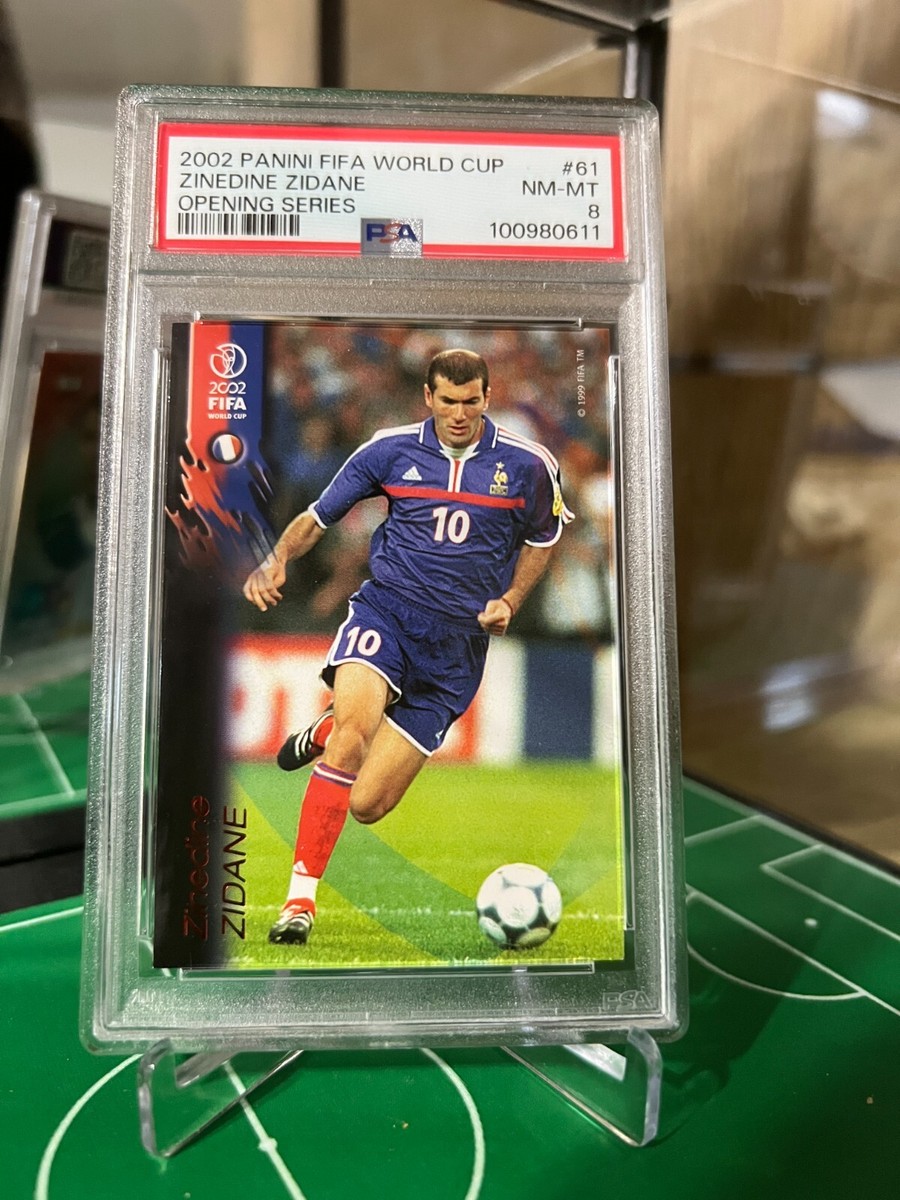 2002 PANINI FIFA WORLD CUP #61
ZINEDINE ZIDANE NM-MT
OPENING SERIES 8
PSA 100980611
2002
FIFA
WORLD CUP
© 1999 FIFA TM
adidas
10
10
Zinedine
ZIDANE
PSA